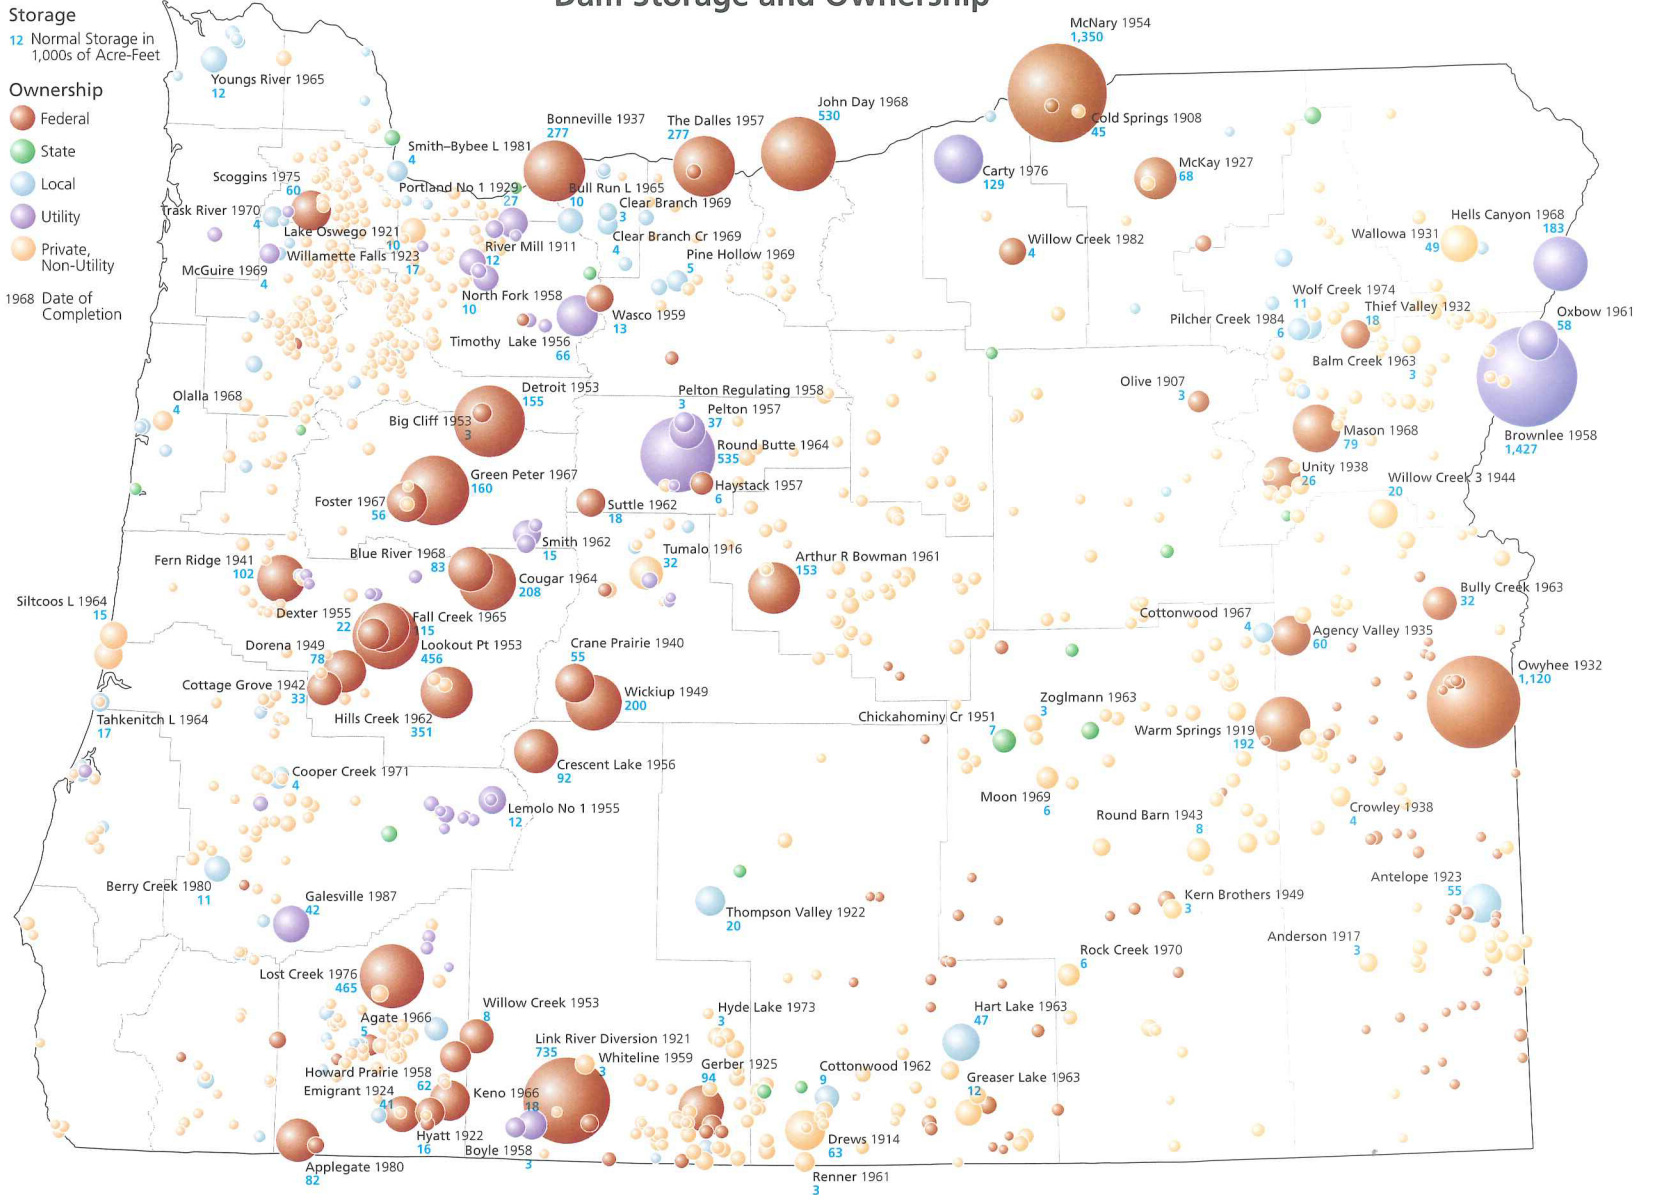 Dam Storage and Ownership
Storage
12 Normal Storage in
1,000s of Acre-Feet
Ownership
Federal
State
Local
Utility
Private,
Non-Utility
1968 Date of
Completion
McNary 1954
1,350
Youngs River 1965
12
John Day 1968
530
Bonneville 1937
277
The Dalles 1957
277
Cold Springs 1908
45
Smith–Bybee L 1981
4
Carty 1976
129
McKay 1927
68
Scoggins 1975
60
Portland No 1 1929
27
Bull Run L 1965
10
Clear Branch 1969
3
Trask River 1970
4
Lake Oswego 1921
10
Clear Branch Cr 1969
4
Willow Creek 1982
4
Hells Canyon 1968
183
Wallowa 1931
49
River Mill 1911
12
Willamette Falls 1923
17
Pine Hollow 1969
5
McGuire 1969
4
North Fork 1958
10
Wasco 1959
13
Wolf Creek 1974
11
Thief Valley 1932
18
Pilcher Creek 1984
6
Oxbow 1961
58
Timothy Lake 1956
66
Balm Creek 1963
3
Olive 1907
3
Detroit 1953
155
Pelton Regulating 1958
3
Olalla 1968
4
Pelton 1957
37
Big Cliff 1953
3
Mason 1968
79
Brownlee 1958
1,427
Round Butte 1964
535
Green Peter 1967
160
Unity 1938
26
Willow Creek 3 1944
20
Haystack 1957
6
Foster 1967
56
Suttle 1962
18
Smith 1962
15
Tumalo 1916
32
Blue River 1968
83
Arthur R Bowman 1961
153
Fern Ridge 1941
102
Cougar 1964
208
Bully Creek 1963
32
Siltcoos L 1964
15
Dexter 1955
22
Fall Creek 1965
15
Cottonwood 1967
4
Agency Valley 1935
60
Dorena 1949
78
Lookout Pt 1953
456
Crane Prairie 1940
55
Owyhee 1932
1,120
Cottage Grove 1942
33
Wickiup 1949
200
Zoglmann 1963
3
Tahkenitch L 1964
17
Hills Creek 1962
351
Chickahominy Cr 1951
7
Warm Springs 1919
192
Crescent Lake 1956
92
Cooper Creek 1971
4
Moon 1969
6
Lemolo No 1 1955
12
Crowley 1938
4
Round Barn 1943
8
Berry Creek 1980
11
Galesville 1987
42
Thompson Valley 1922
20
Kern Brothers 1949
3
Antelope 1923
55
Anderson 1917
3
Rock Creek 1970
6
Lost Creek 1976
465
Willow Creek 1953
8
Hyde Lake 1973
3
Hart Lake 1963
47
Agate 1966
5
Link River Diversion 1921
735
Whiteline 1959
3
Gerber 1925
94
Cottonwood 1962
9
Howard Prairie 1958
62
Greaser Lake 1963
12
Emigrant 1924
41
Keno 1966
18
Hyatt 1922
16
Boyle 1958
3
Drews 1914
63
Applegate 1980
82
Renner 1961
3